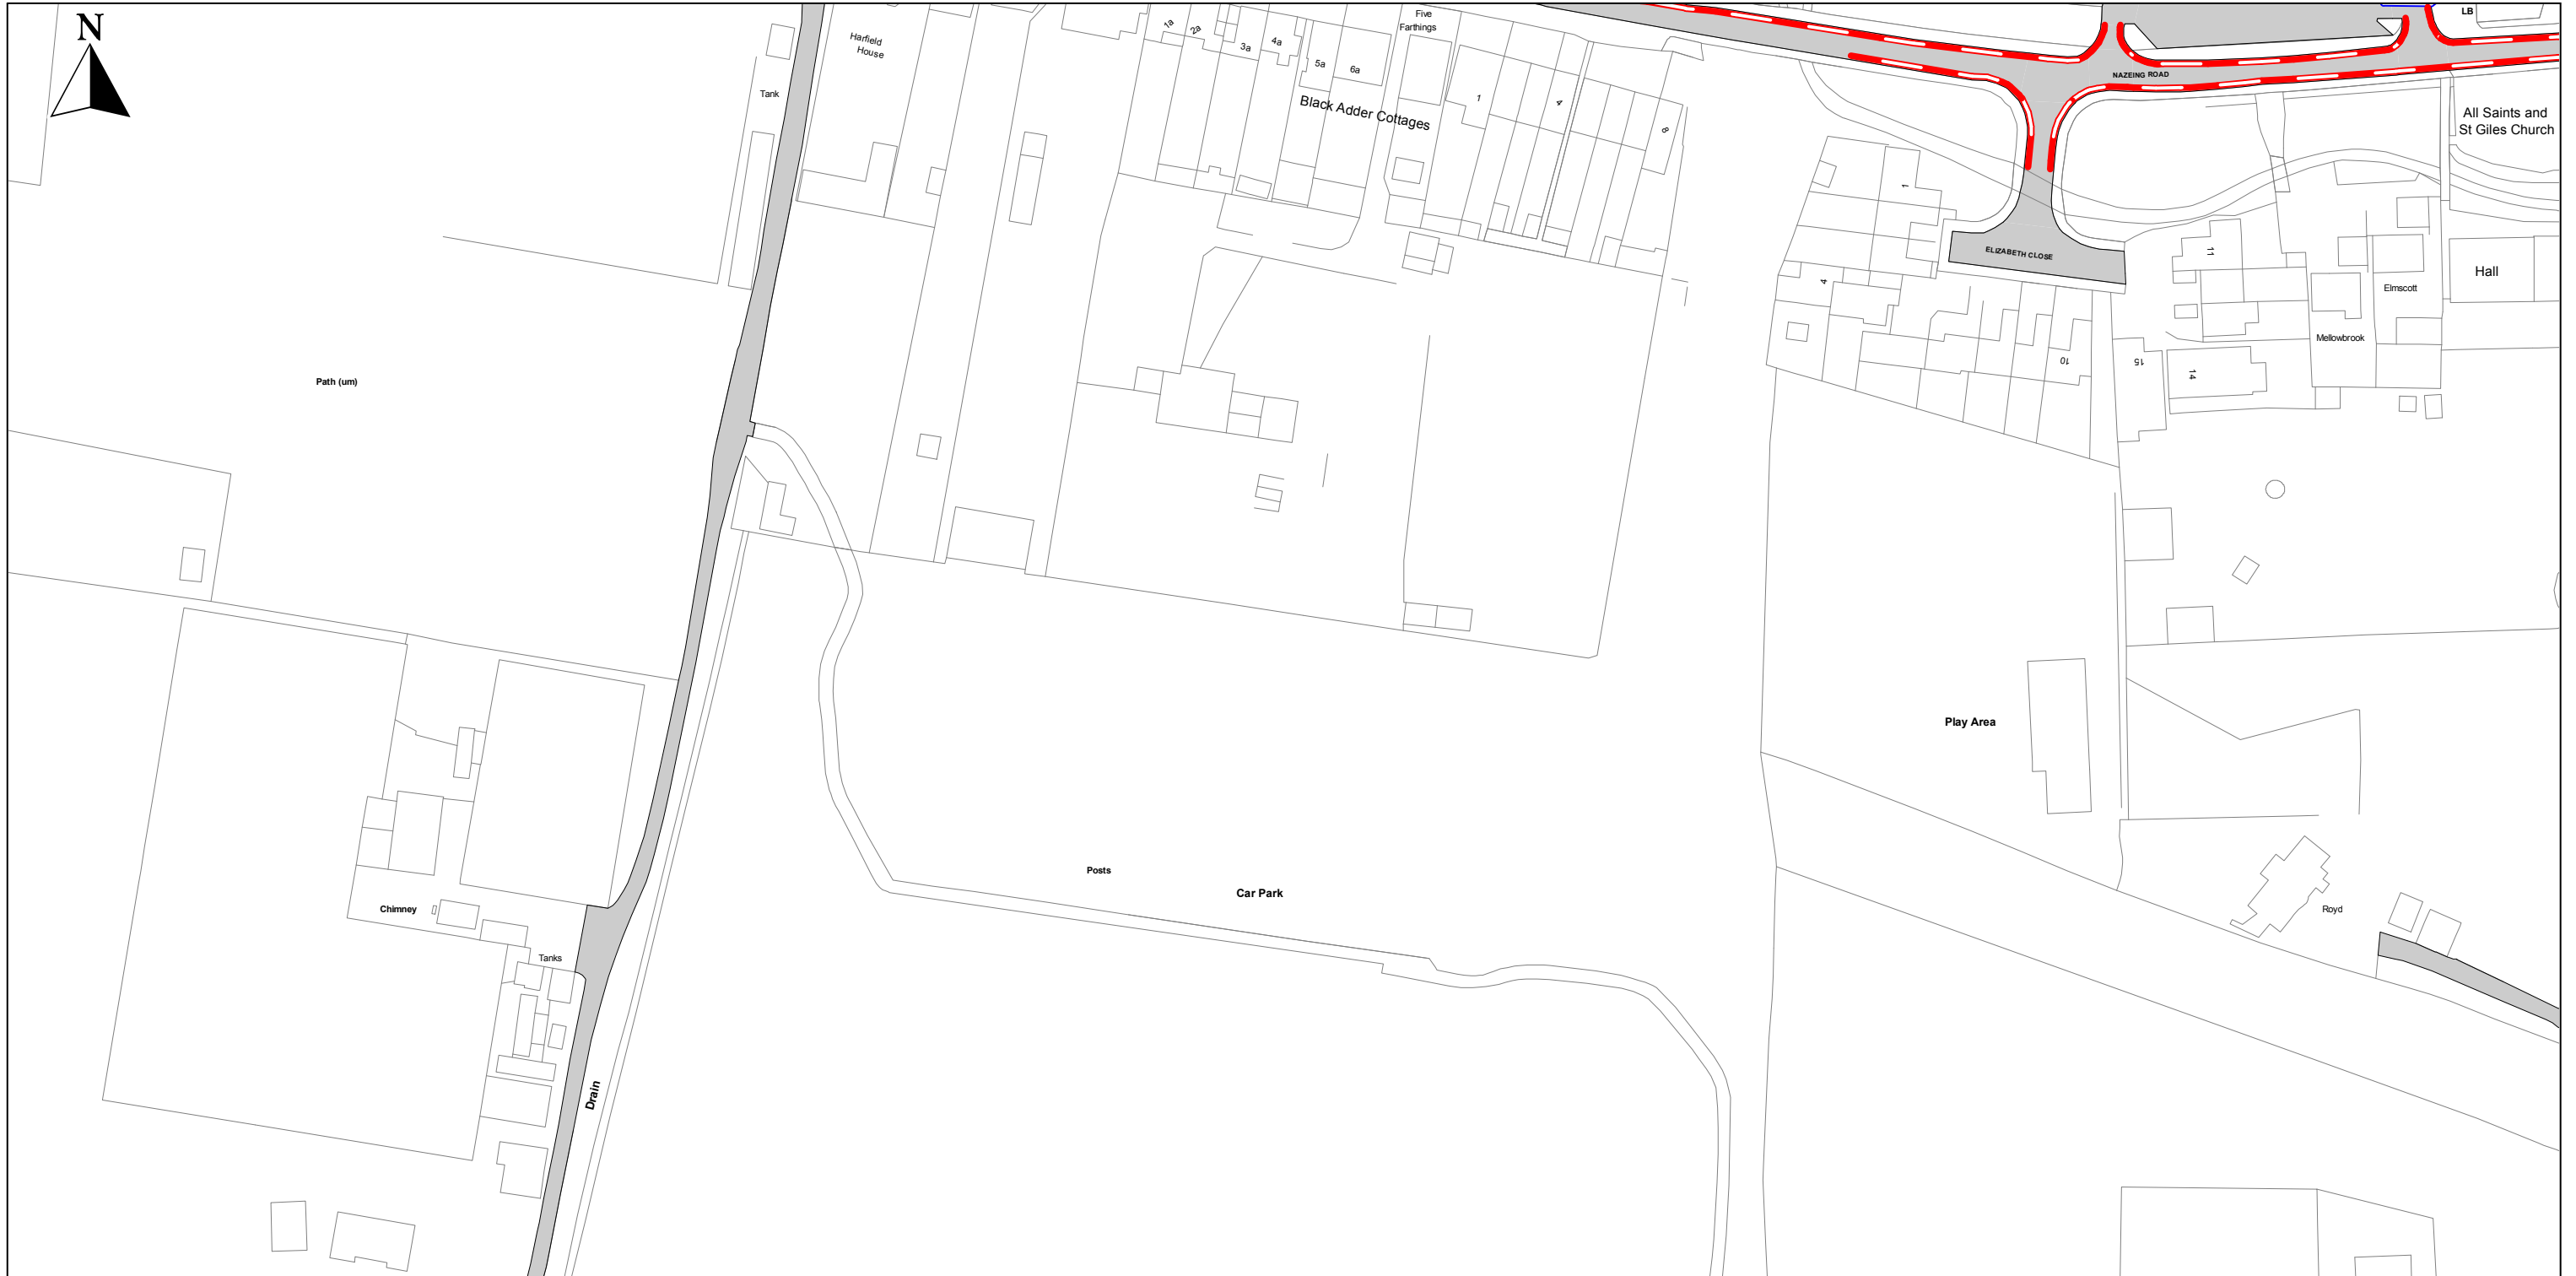 N
Harfield
House
Tank
1a
2a
3a
4a
5a
6a
Five
Farthings
Black Adder Cottages
1
4
8
LB
NAZEING ROAD
All Saints and
St Giles Church
1
4
ELIZABETH CLOSE
10
11
15
14
Hall
Elmscott
Mellowbrook
Path (um)
Play Area
Posts
Car Park
Chimney
Tanks
Royd
Drain